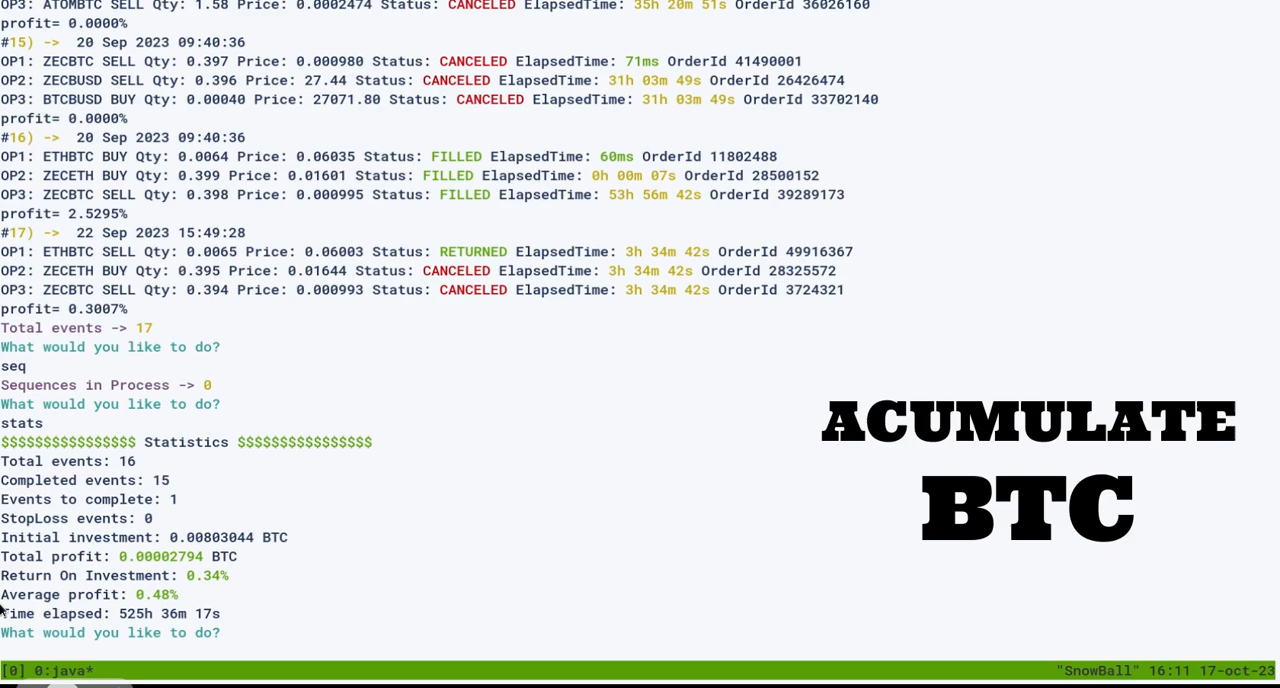 OP3: ATOMBTC SELL Qty: 1.58 Price: 0.0002474 Status: CANCELED ElapsedTime: 35h 20m 51s OrderId 36026160
profit= 0.0000%
#15) -> 20 Sep 2023 09:40:36
OP1: ZECBTC SELL Qty: 0.397 Price: 0.000980 Status: CANCELED ElapsedTime: 71ms OrderId 41490001
OP2: ZECBUSD SELL Qty: 0.396 Price: 27.44 Status: CANCELED ElapsedTime: 31h 03m 49s OrderId 26426474
OP3: BTCBUSD BUY Qty: 0.00040 Price: 27071.80 Status: CANCELED ElapsedTime: 31h 03m 49s OrderId 33702140
profit= 0.0000%
#16) -> 20 Sep 2023 09:40:36
OP1: ETHBTC BUY Qty: 0.0064 Price: 0.06035 Status: FILLED ElapsedTime: 60ms OrderId 11802488
OP2: ZECETH BUY Qty: 0.399 Price: 0.01601 Status: FILLED ElapsedTime: 0h 00m 07s OrderId 28500152
OP3: ZECBTC SELL Qty: 0.398 Price: 0.000995 Status: FILLED ElapsedTime: 53h 56m 42s OrderId 39289173
profit= 2.5295%
#17) -> 22 Sep 2023 15:49:28
OP1: ETHBTC SELL Qty: 0.0065 Price: 0.06003 Status: RETURNED ElapsedTime: 3h 34m 42s OrderId 49916367
OP2: ZECETH BUY Qty: 0.395 Price: 0.01644 Status: CANCELED ElapsedTime: 3h 34m 42s OrderId 28325572
OP3: ZECBTC SELL Qty: 0.394 Price: 0.000993 Status: CANCELED ElapsedTime: 3h 34m 42s OrderId 3724321
profit= 0.3007%
Total events -> 17
What would you like to do?
seq
Sequences in Process -> 0
What would you like to do?
stats
$$$$$$$$$$$$$$$$ Statistics $$$$$$$$$$$$$$$$
Total events: 16
Completed events: 15
Events to complete: 1
StopLoss events: 0
Initial investment: 0.00803044 BTC
Total profit: 0.00002794 BTC
Return On Investment: 0.34%
Average profit: 0.48%
Time elapsed: 525h 36m 17s
What would you like to do?
ACUMULATE
BTC
[0] 0:java* "SnowBall" 16:11 17-oct-23